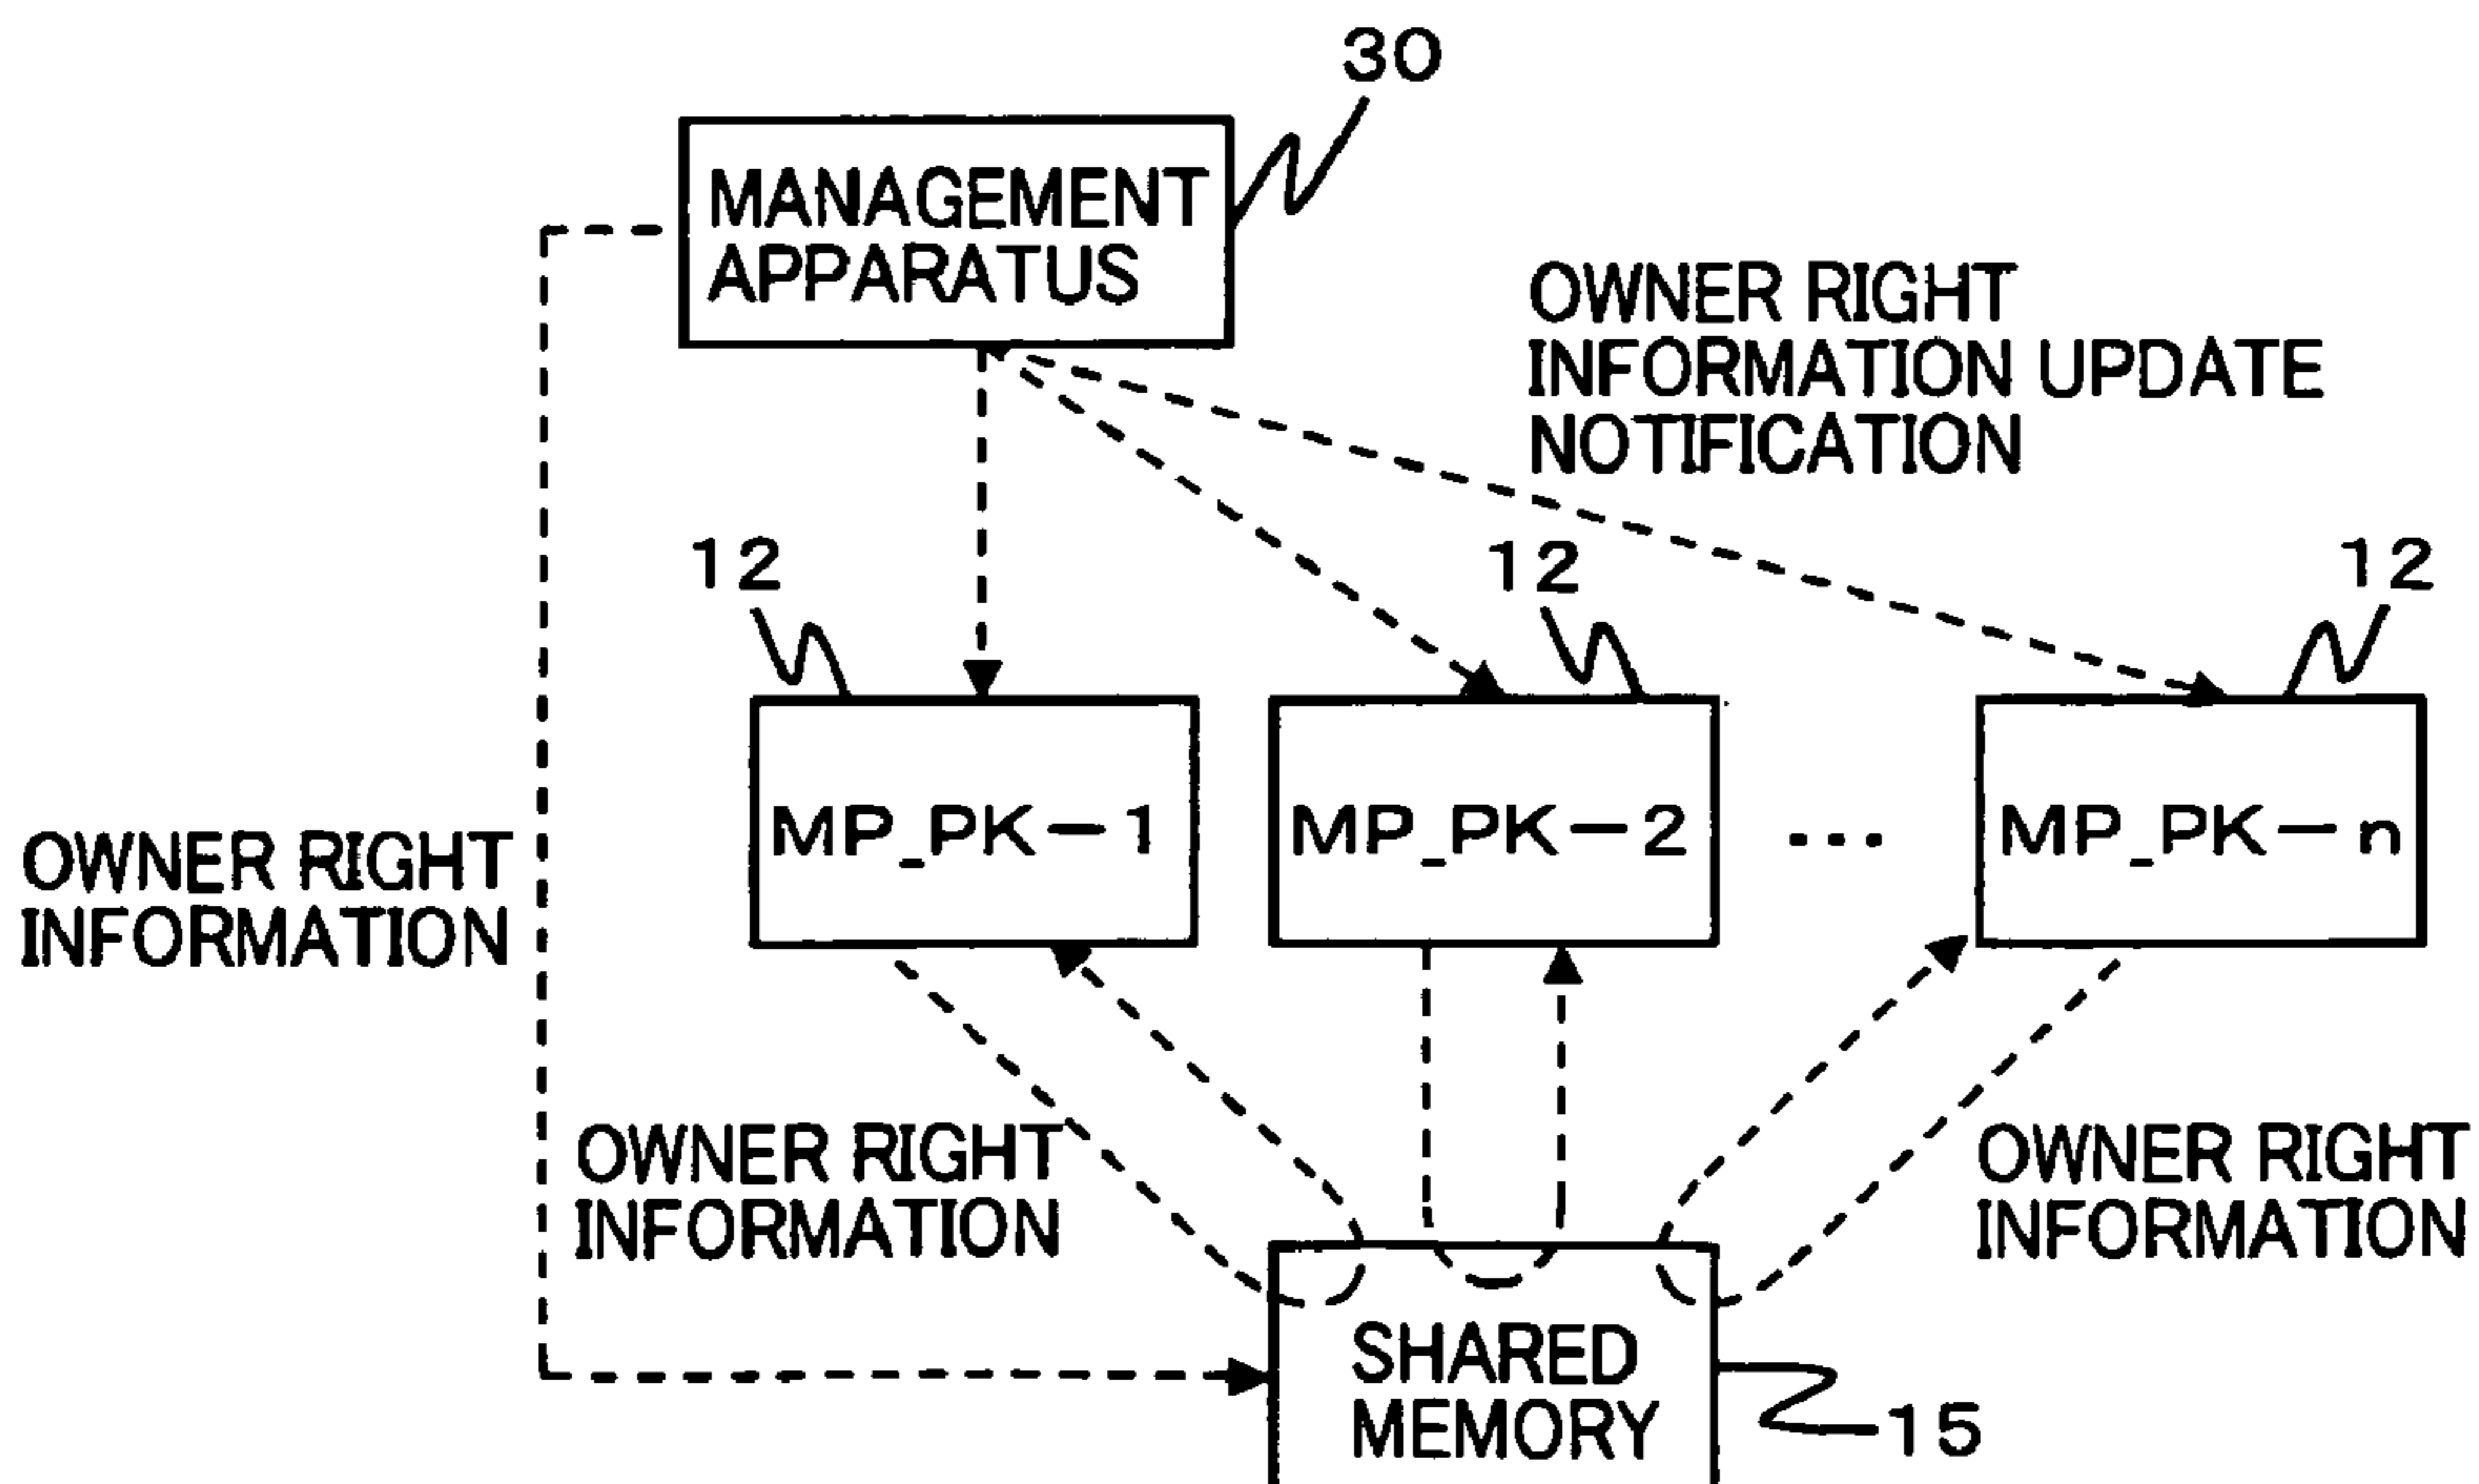 30
MANAGEMENT
APPARATUS
OWNER RIGHT
INFORMATION UPDATE
NOTIFICATION
12
12
12
MP_PK-1
MP_PK-2
...
MP_PK-n
OWNER RIGHT
INFORMATION
OWNER RIGHT
INFORMATION
OWNER RIGHT
INFORMATION
SHARED
MEMORY
15